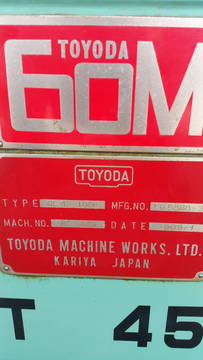 TOYODA
60M
TOYODA
TYPE
MFG.NO.
MACH. NO.
DATE
TOYODA MACHINE WORKS. LTD.
KARIYA JAPAN
T 45